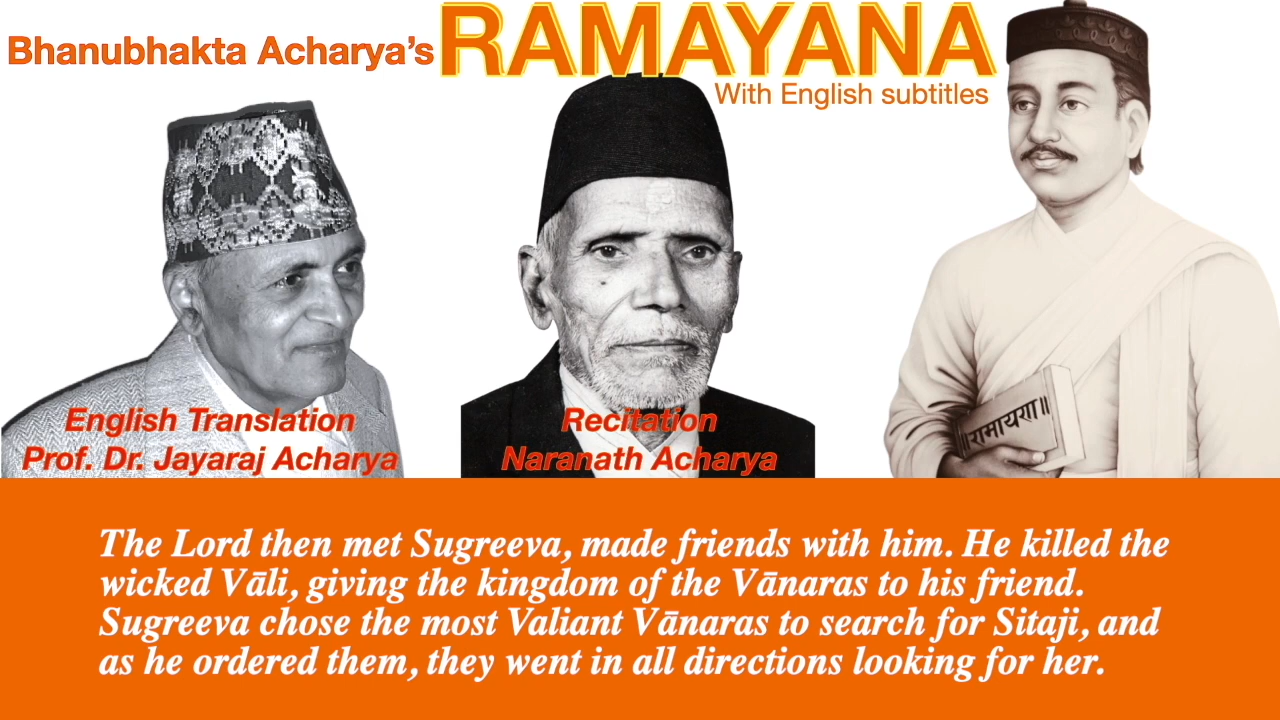 Bhanubhakta Acharya’s RAMAYANA
With English subtitles
॥रामायण॥
English Translation
Prof. Dr. Jayaraj Acharya
Recitation
Naranath Acharya
The Lord then met Sugreeva, made friends with him. He killed the
wicked Vāli, giving the kingdom of the Vānaras to his friend.
Sugreeva chose the most Valiant Vānaras to search for Sitaji, and
as he ordered them, they went in all directions looking for her.